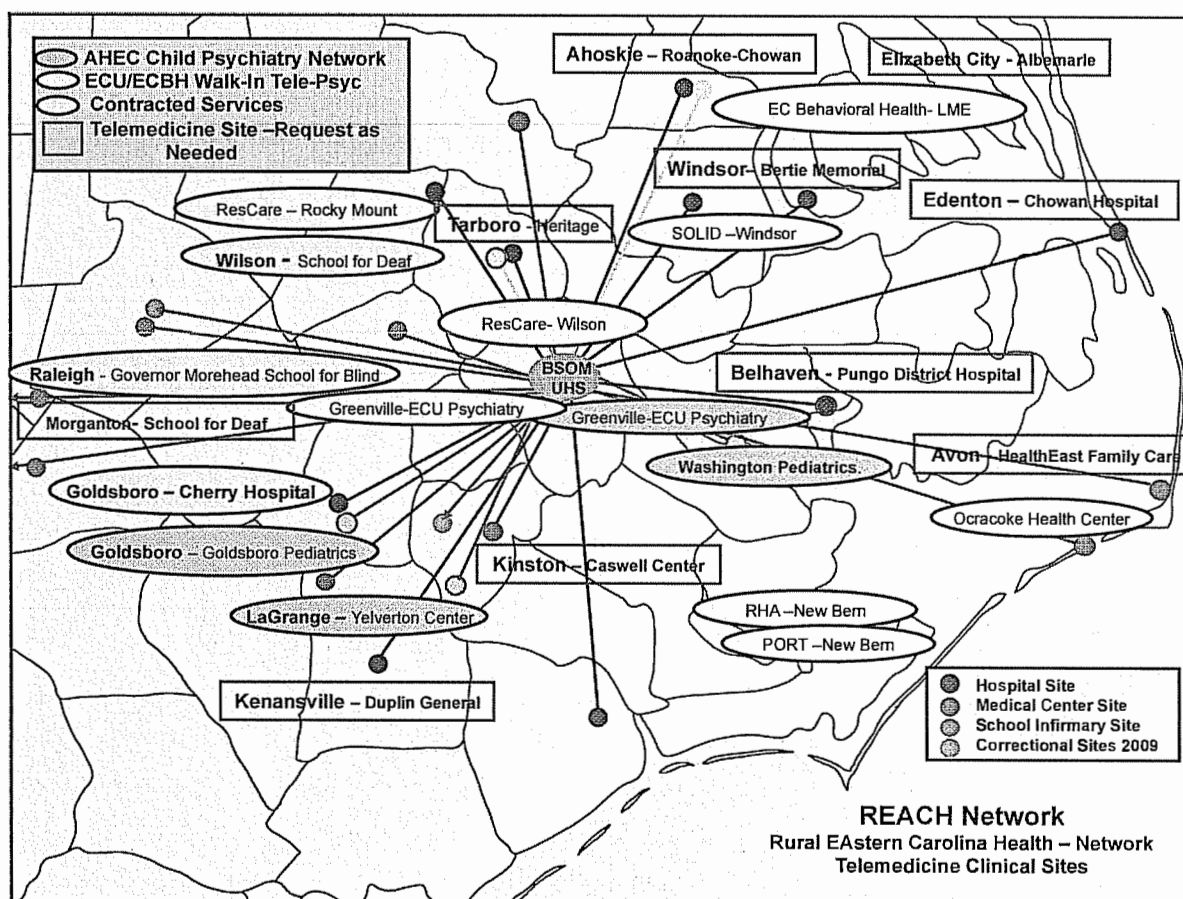 AHEC Child Psychiatry Network
ECU/ECBH Walk-In Tele-Psyc
Contracted Services
Telemedicine Site –Request as
Needed
Ahoskie – Roanoke-Chowan
Elizabeth City - Albemarle
EC Behavioral Health- LME
Windsor– Bertie Memorial
Edenton – Chowan Hospital
ResCare – Rocky Mount
Tarboro - Heritage
SOLID –Windsor
Wilson - School for Deaf
ResCare- Wilson
BSOM
UHS
Raleigh - Governor Morehead School for Blind
Belhaven - Pungo District Hospital
Greenville-ECU Psychiatry
Greenville-ECU Psychiatry
Morganton- School for Deaf
Avon - HealthEast Family Care
Washington Pediatrics
Goldsboro – Cherry Hospital
Ocracoke Health Center
Goldsboro – Goldsboro Pediatrics
Kinston – Caswell Center
LaGrange – Yelverton Center
RHA –New Bern
PORT –New Bern
Kenansville – Duplin General
Hospital Site
Medical Center Site
School Infirmary Site
Correctional Sites 2009
REACH Network
Rural EAstern Carolina Health – Network
Telemedicine Clinical Sites